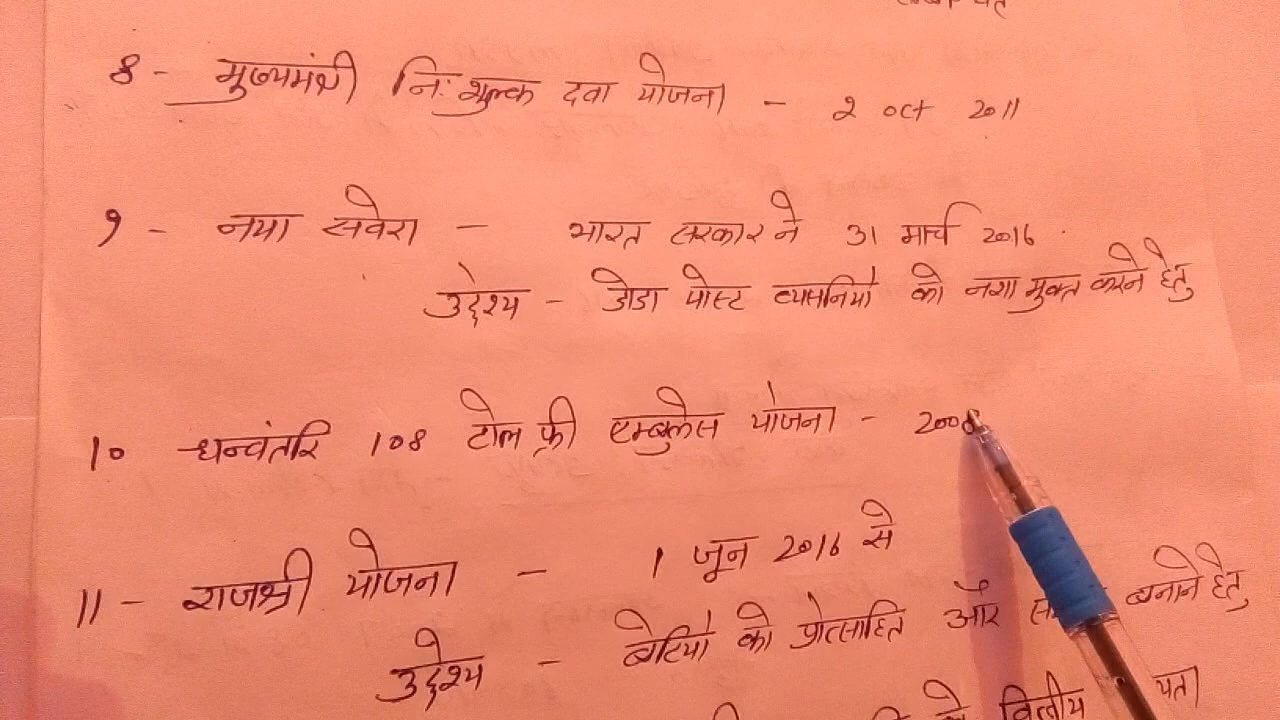 8 - मुख्यमंत्री निःशुल्क दवा योजना - 2 oct 2011
9 - नया सवेरा - भारत सरकार ने 31 मार्च 2016
उद्देश्य - डोडा पोस्ट व्यसनियों को नशा मुक्त करने हेतु
10 धन्वंतरि 108 टोल फ्री एम्बुलेंस योजना - 2008
11 - राजश्री योजना - 1 जून 2016 से
उद्देश्य - बेटियों को प्रोत्साहित और बनाने हेतु
वित्तीय